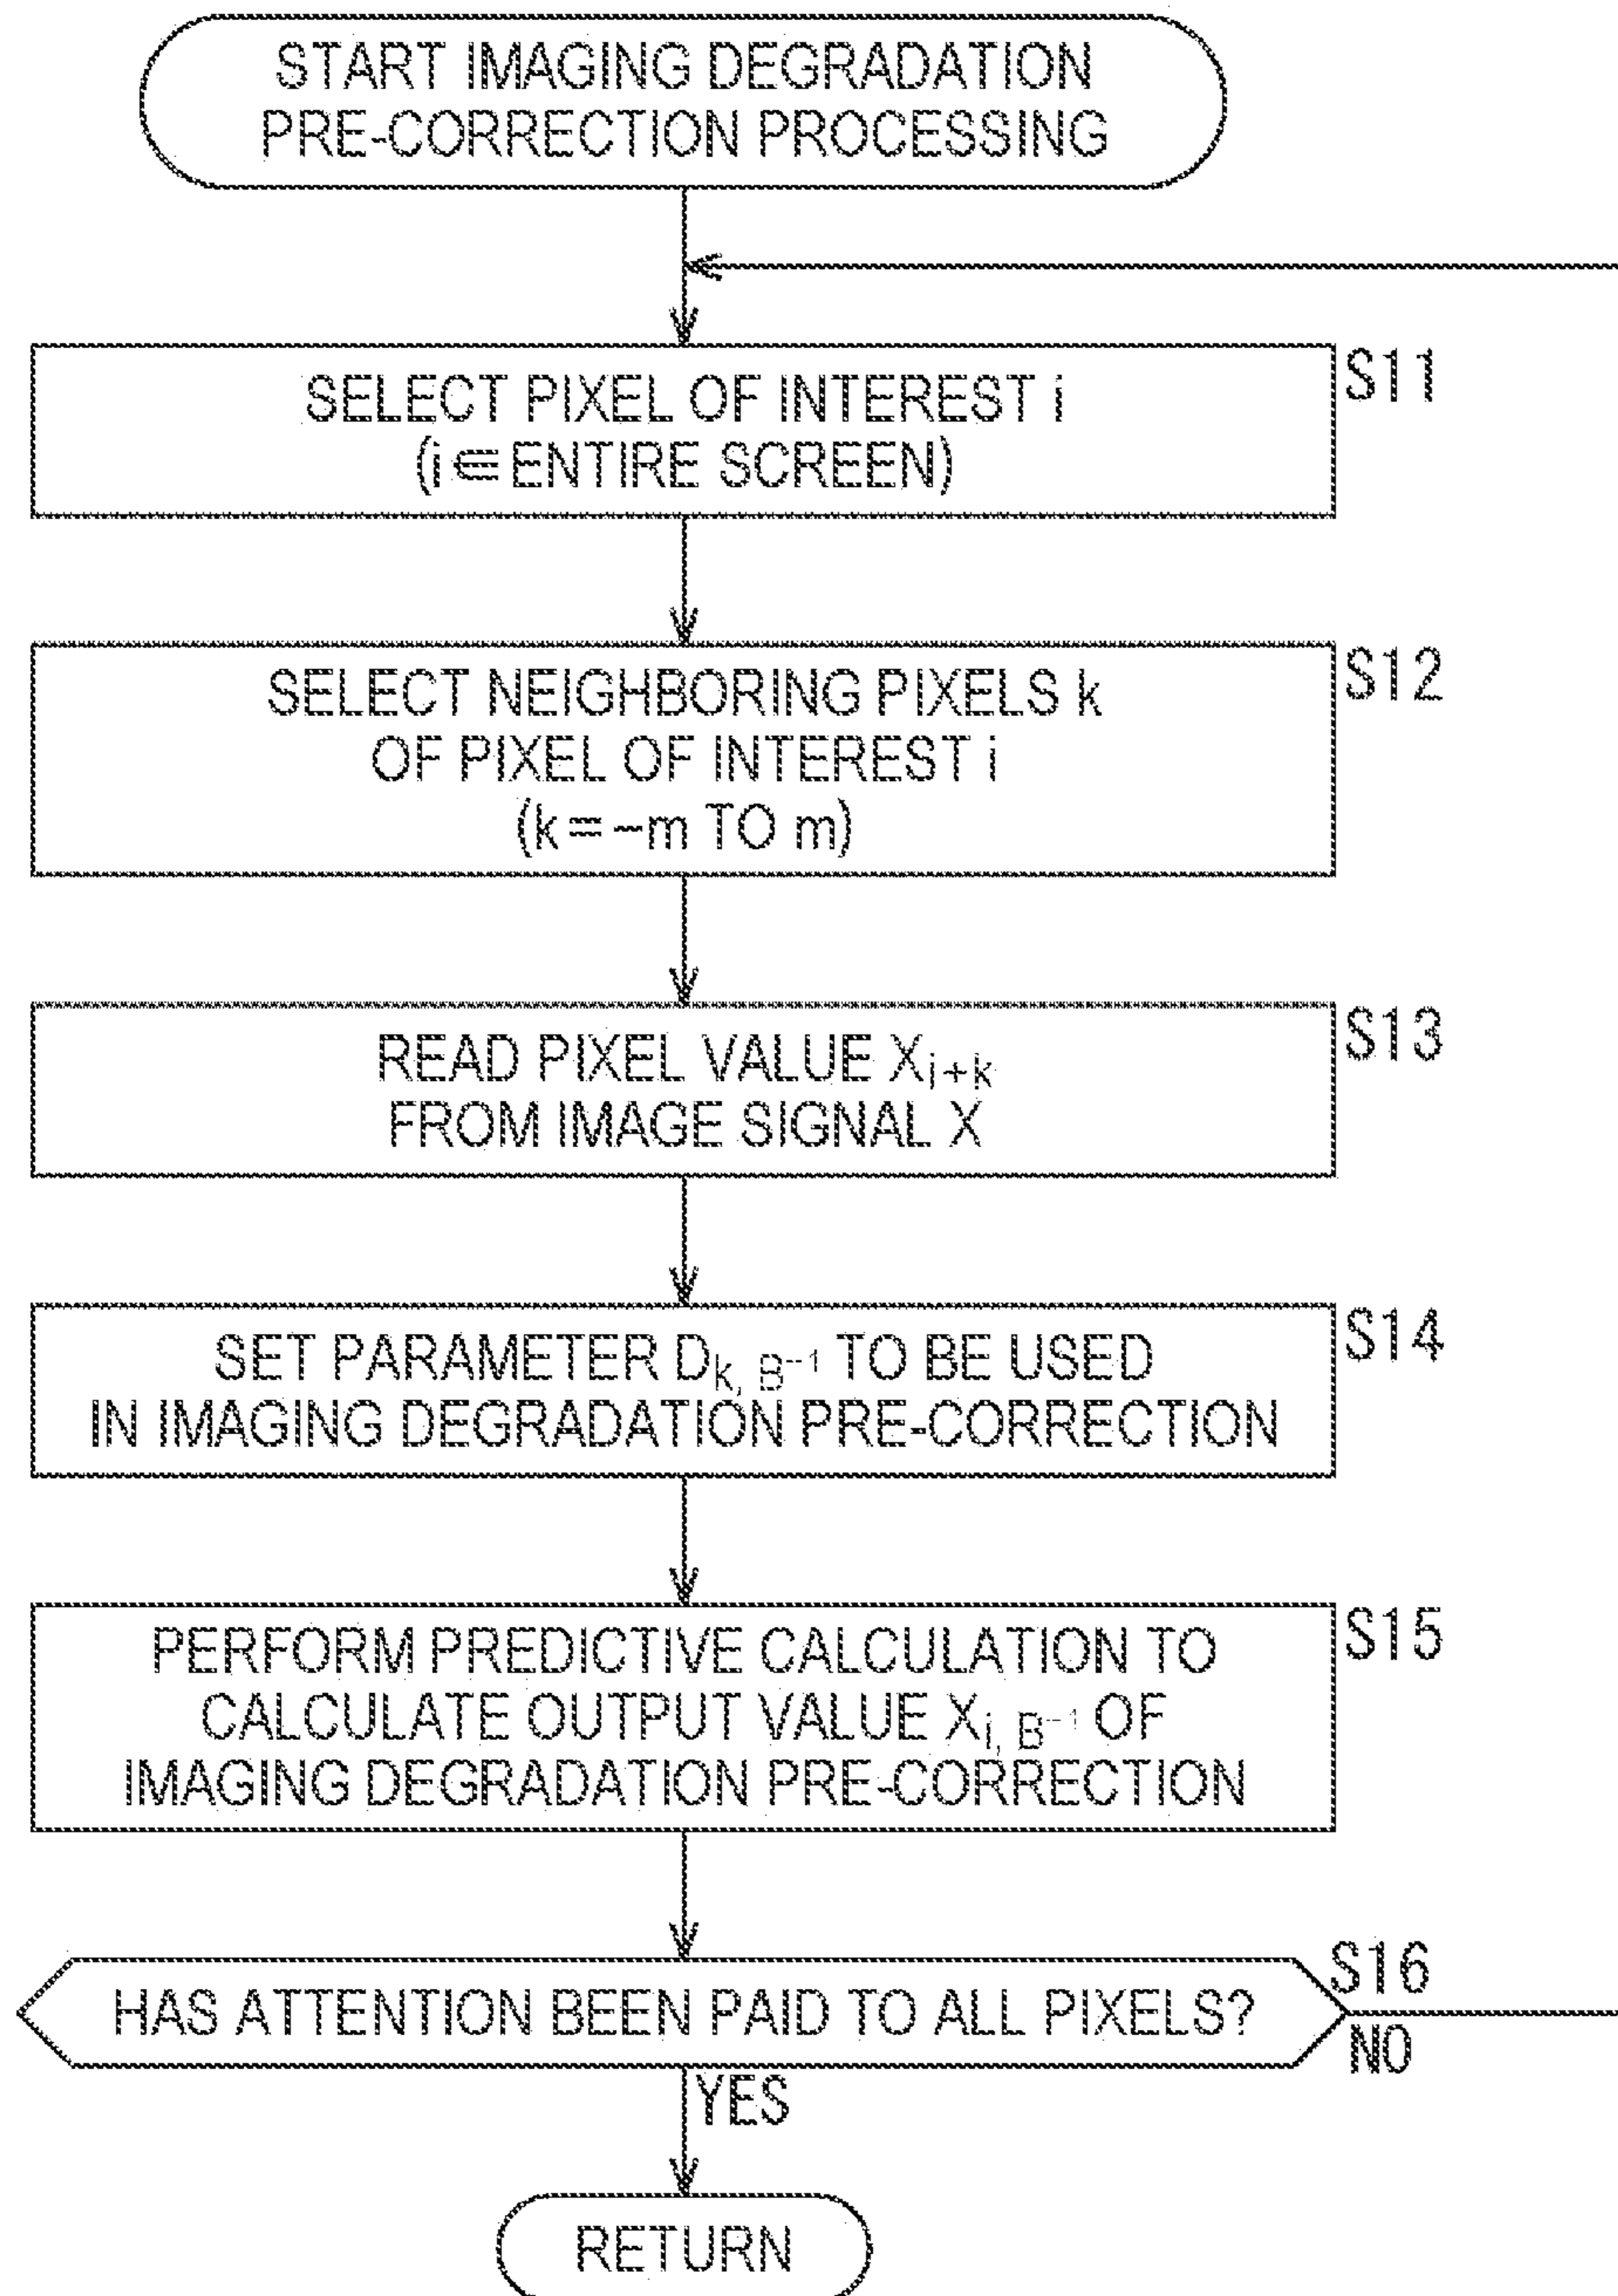 START IMAGING DEGRADATION
PRE-CORRECTION PROCESSING
SELECT PIXEL OF INTEREST i
(i∈ENTIRE SCREEN)
S11
SELECT NEIGHBORING PIXELS k
OF PIXEL OF INTEREST i
(k=-m TO m)
S12
READ PIXEL VALUE Xi+k
FROM IMAGE SIGNAL X
S13
SET PARAMETER Dk, B⁻¹ TO BE USED
IN IMAGING DEGRADATION PRE-CORRECTION
S14
PERFORM PREDICTIVE CALCULATION TO
CALCULATE OUTPUT VALUE Xi, B⁻¹ OF
IMAGING DEGRADATION PRE-CORRECTION
S15
HAS ATTENTION BEEN PAID TO ALL PIXELS?
S16
NO
YES
RETURN